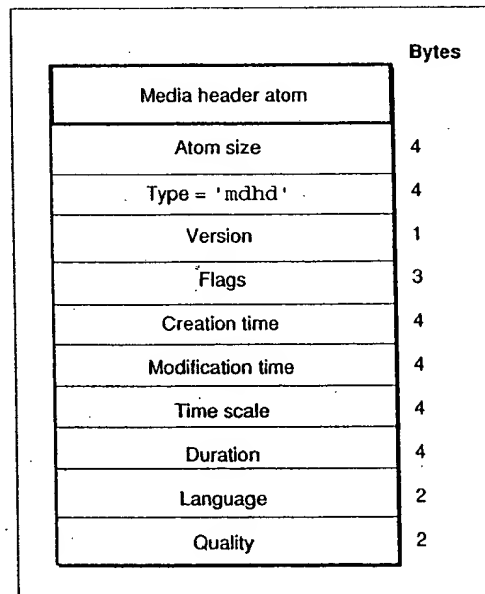 Bytes
Media header atom
Atom size 4
Type = 'mdhd' 4
Version 1
Flags 3
Creation time 4
Modification time 4
Time scale 4
Duration 4
Language 2
Quality 2